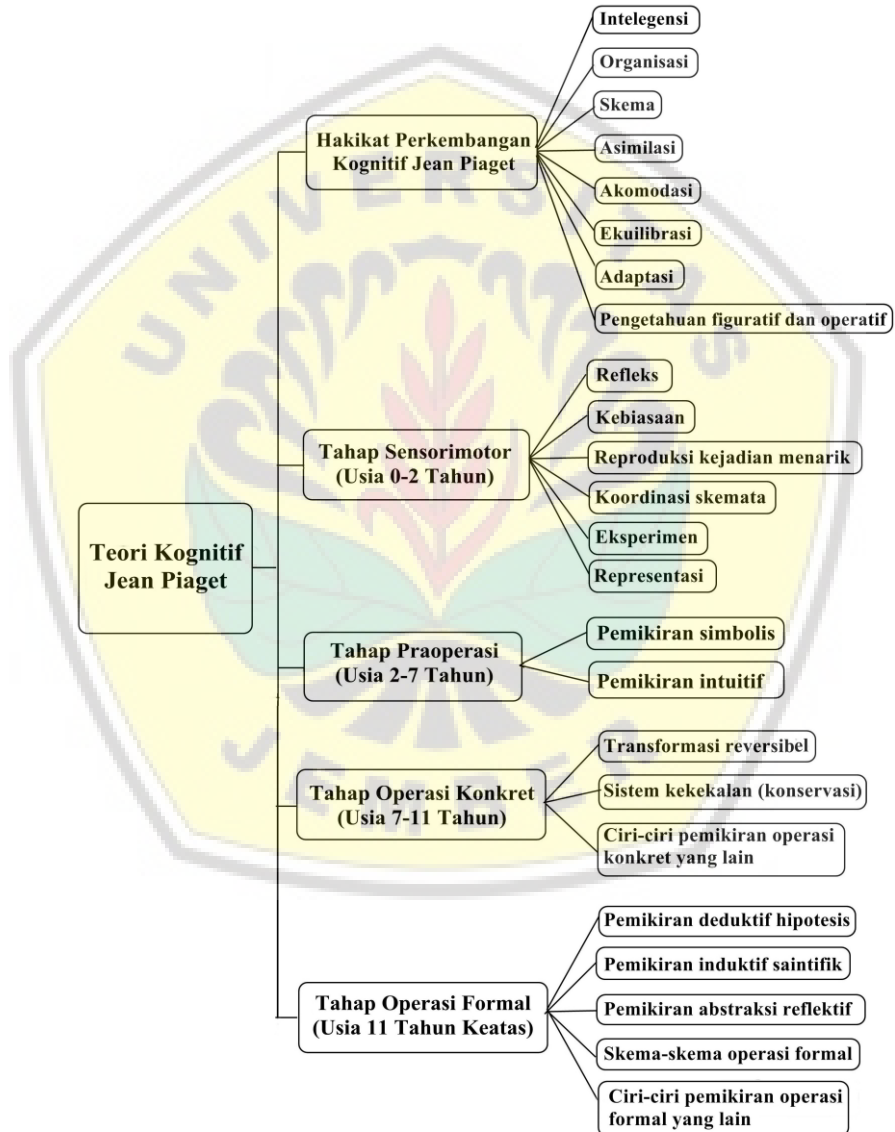 Intelegensi
Organisasi
Skema
Hakikat Perkembangan
Kognitif Jean Piaget
Asimilasi
Akomodasi
Ekuilibrasi
Adaptasi
Pengetahuan figuratif dan operatif
Refleks
Kebiasaan
Tahap Sensorimotor
(Usia 0-2 Tahun)
Reproduksi kejadian menarik
Koordinasi skemata
Eksperimen
Representasi
Teori Kognitif
Jean Piaget
Tahap Praoperasi
(Usia 2-7 Tahun)
Pemikiran simbolis
Pemikiran intuitif
Tahap Operasi Konkret
(Usia 7-11 Tahun)
Transformasi reversibel
Sistem kekekalan (konservasi)
Ciri-ciri pemikiran operasi
konkret yang lain
Tahap Operasi Formal
(Usia 11 Tahun Keatas)
Pemikiran deduktif hipotesis
Pemikiran induktif saintifik
Pemikiran abstraksi reflektif
Skema-skema operasi formal
Ciri-ciri pemikiran operasi
formal yang lain
UNIVERSITAS
JEMBER